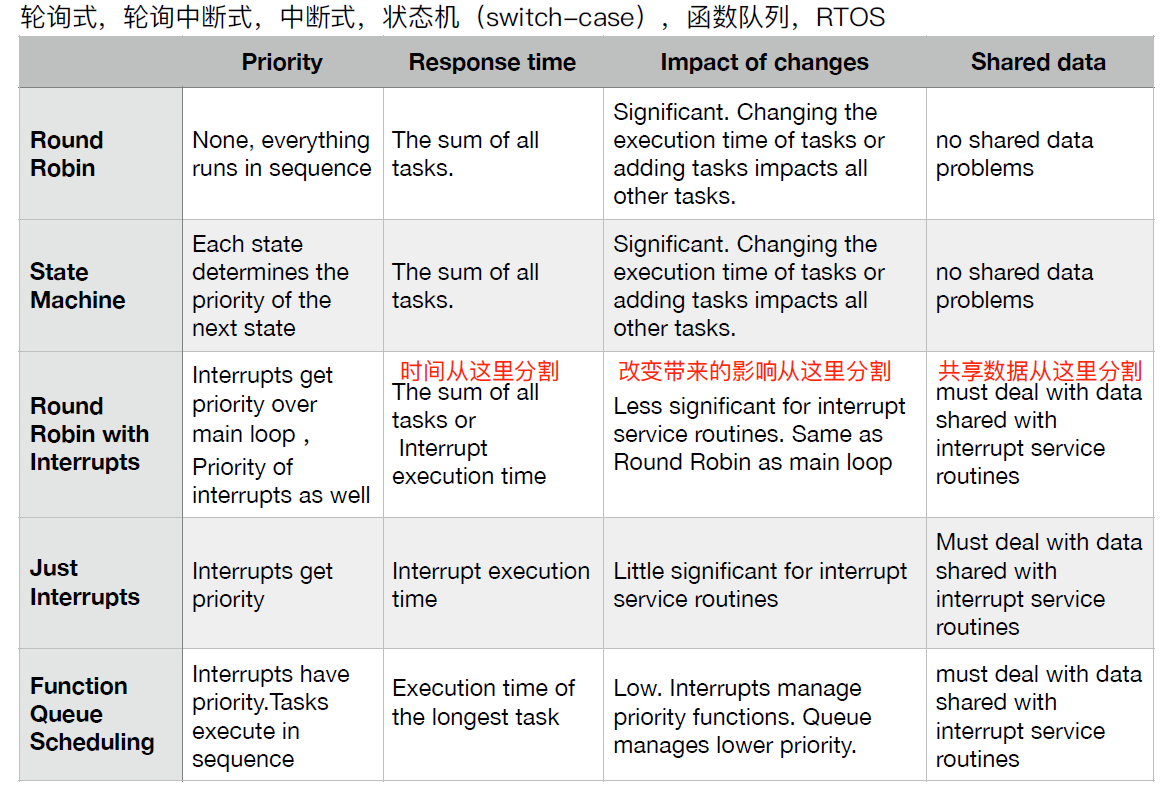 轮询式，轮询中断式，中断式，状态机（switch-case），函数队列，RTOS
Priority
Response time
Impact of changes
Shared data
Round
Robin
None, everything
runs in sequence
The sum of all
tasks.
Significant. Changing the
execution time of tasks or
adding tasks impacts all
other tasks.
no shared data
problems
State
Machine
Each state
determines the
priority of the
next state
The sum of all
tasks.
Significant. Changing the
execution time of tasks or
adding tasks impacts all
other tasks.
no shared data
problems
Round
Robin with
Interrupts
Interrupts get
priority over
main loop ,
Priority of
interrupts as well
时间从这里分割
The sum of all
tasks or
Interrupt
execution time
改变带来的影响从这里分割
Less significant for interrupt
service routines. Same as
Round Robin as main loop
共享数据从这里分割
must deal with data
shared with
interrupt service
routines
Just
Interrupts
Interrupts get
priority
Interrupt execution
time
Little significant for interrupt
service routines
Must deal with data
shared with
interrupt service
routines
Function
Queue
Scheduling
Interrupts have
priority.Tasks
execute in
sequence
Execution time of
the longest task
Low. Interrupts manage
priority functions. Queue
manages lower priority.
must deal with data
shared with
interrupt service
routines